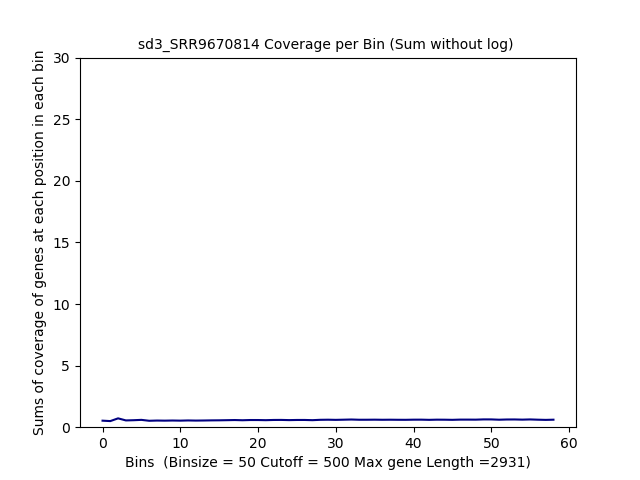 sd3_SRR9670814 Coverage per Bin (Sum without log)
Sums of coverage of genes at each position in each bin
30
25
20
15
10
5
0
0 10 20 30 40 50 60
Bins  (Binsize = 50 Cutoff = 500 Max gene Length =2931)